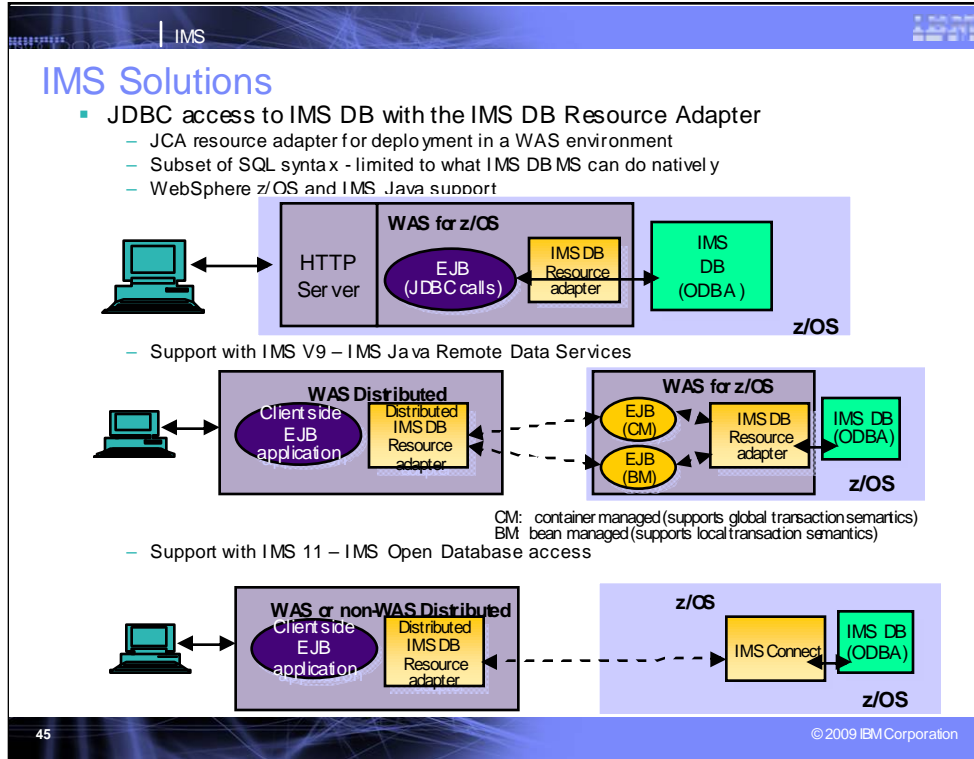 IMS
IBM
IMS Solutions
▪ JDBC access to IMS DB with the IMS DB Resource Adapter
– JCA resource adapter for deployment in a WAS environment
– Subset of SQL syntax - limited to what IMS DBMS can do natively
– WebSphere z/OS and IMS Java support
WAS for z/OS
HTTP
Server
EJB
(JDBC calls)
IMS DB
Resource
adapter
IMS
DB
(ODBA )
z/OS
– Support with IMS V9 – IMS Java Remote Data Services
WAS Distributed
Client side
EJB
application
Distributed
IMS DB
Resource
adapter
WAS for z/OS
EJB
(CM)
EJB
(BM)
IMS DB
Resource
adapter
IMS DB
(ODBA)
z/OS
CM: container managed (supports global transaction semantics)
BM: bean managed (supports local transaction semantics)
– Support with IMS 11 – IMS Open Database access
WAS or non-WAS Distributed
Client side
EJB
application
Distributed
IMS DB
Resource
adapter
z/OS
IMS Connect
IMS DB
(ODBA)
z/OS
45
© 2009 IBM Corporation